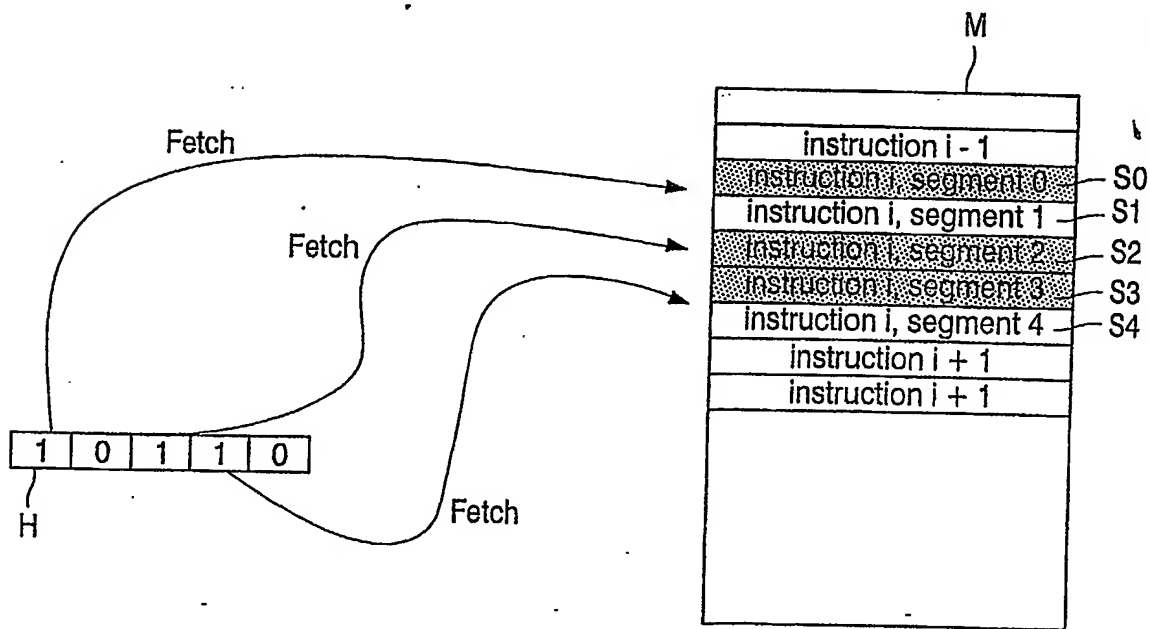 M
Fetch
instruction i - 1
instruction i, segment 0
S0
instruction i, segment 1
S1
Fetch
instruction i, segment 2
S2
instruction i, segment 3
S3
instruction i, segment 4
S4
instruction i + 1
instruction i + 1
1 0 1 1 0
Fetch
H